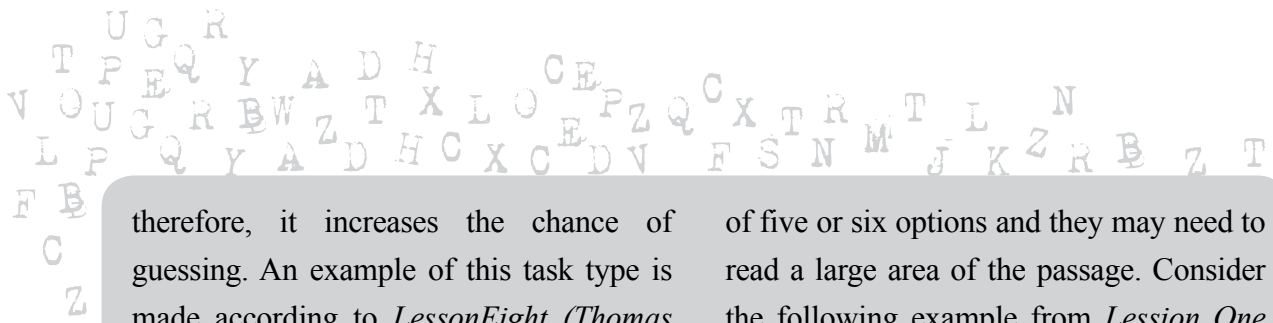 therefore, it increases the chance of
guessing. An example of this task type is
made according to LessonEight (Thomas
of five or six options and they may need to
read a large area of the passage. Consider
the following example from Lession One